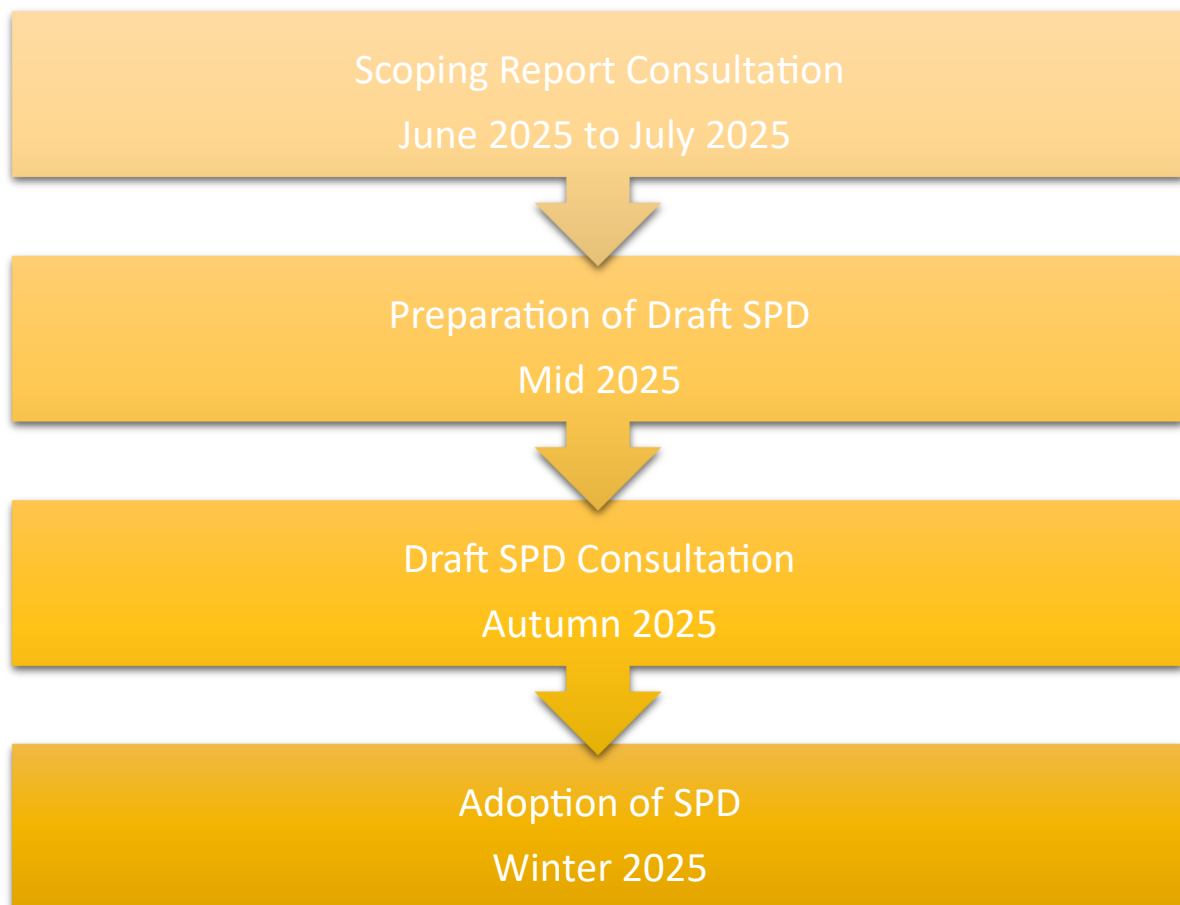 Scoping Report Consultation
June 2025 to July 2025
Preparation of Draft SPD
Mid 2025
Draft SPD Consultation
Autumn 2025
Adoption of SPD
Winter 2025